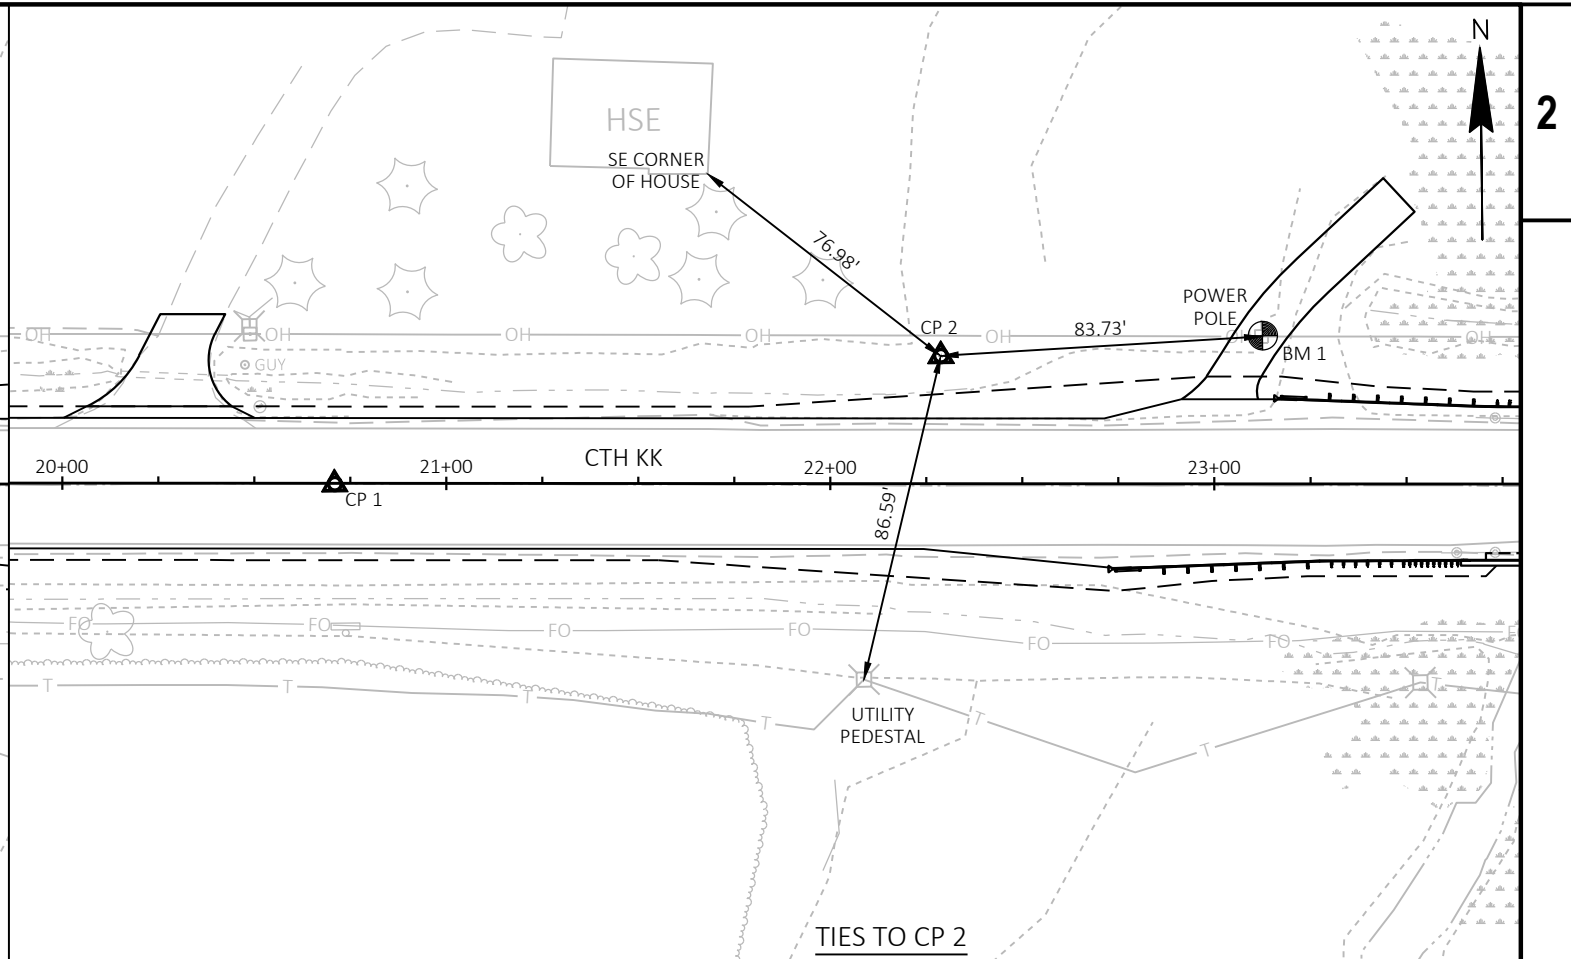 N
2
HSE
SE CORNER
OF HOUSE
76.98'
POWER
POLE
CP 2
83.73'
BM 1
OH
OH
OH
OH
OH
OH
GUY
20+00
21+00
CTH KK
22+00
23+00
CP 1
86.59'
FO
FO
FO
FO
FO
FO
T
T
T
T
T
T
T
UTILITY
PEDESTAL
TIES TO CP 2